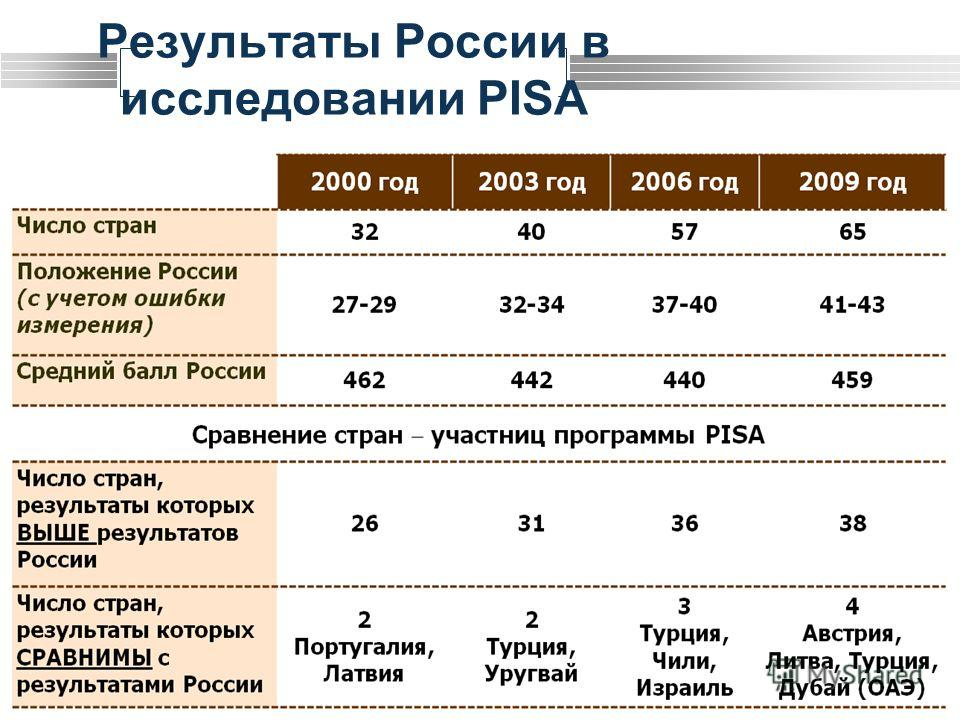 Результаты России в
исследовании PISA
2000 год 2003 год 2006 год 2009 год
Число стран 32 40 57 65
Положение России
(с учетом ошибки
измерения) 27-29 32-34 37-40 41-43
Средний балл России 462 442 440 459
Сравнение стран – участниц программы PISA
Число стран,
результаты которых
ВЫШЕ результатов
России 26 31 36 38
Число стран,
результаты которых
СРАВНИМЫ с
результатами России
2
Португалия,
Латвия
2
Турция,
Уругвай
3
Турция,
Чили,
Израиль
4
Австрия,
Литва, Турция,
Дубай (ОАЭ)
MyShared